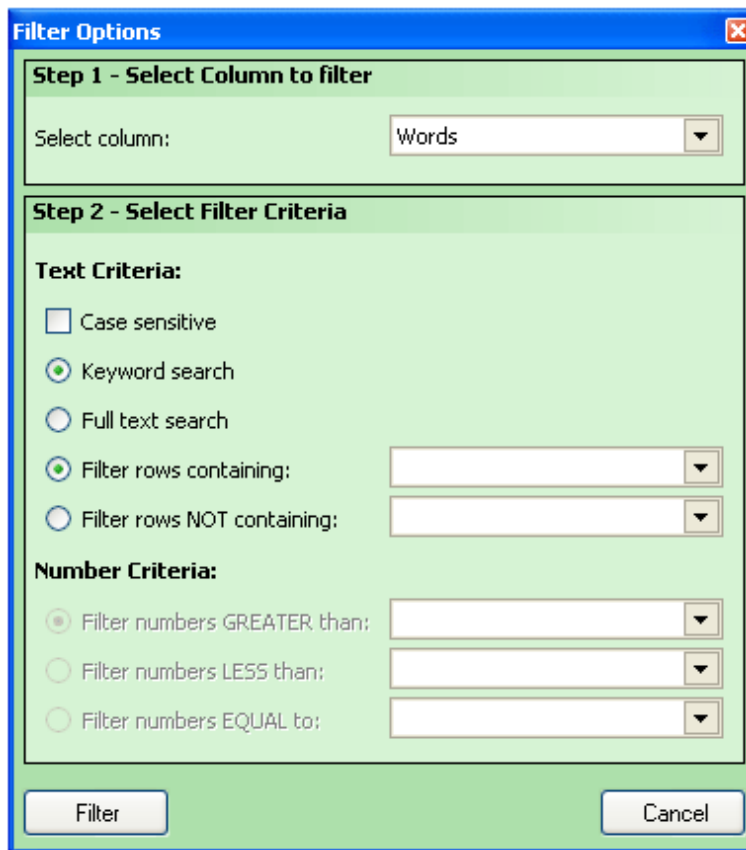 Filter Options
Step 1 - Select Column to filter
Select column: Words
Step 2 - Select Filter Criteria
Text Criteria:
Case sensitive
Keyword search
Full text search
Filter rows containing:
Filter rows NOT containing:
Number Criteria:
Filter numbers GREATER than:
Filter numbers LESS than:
Filter numbers EQUAL to:
Filter Cancel